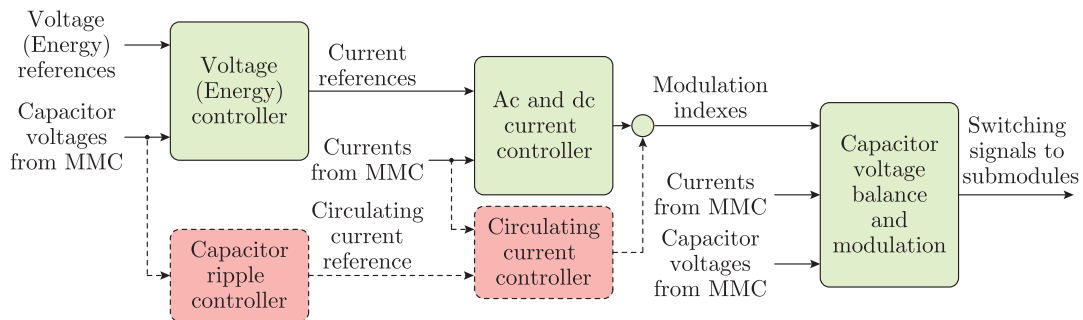 Voltage
(Energy)
references
Capacitor
voltages
from MMC
Voltage
(Energy)
controller
Current
references
Currents
from MMC
Circulating
current
reference
Capacitor
ripple
controller
Ac and dc
current
controller
Circulating
current
controller
Modulation
indexes
Currents
from MMC
Capacitor
voltages
from MMC
Capacitor
voltage
balance
and
modulation
Switching
signals to
submodules